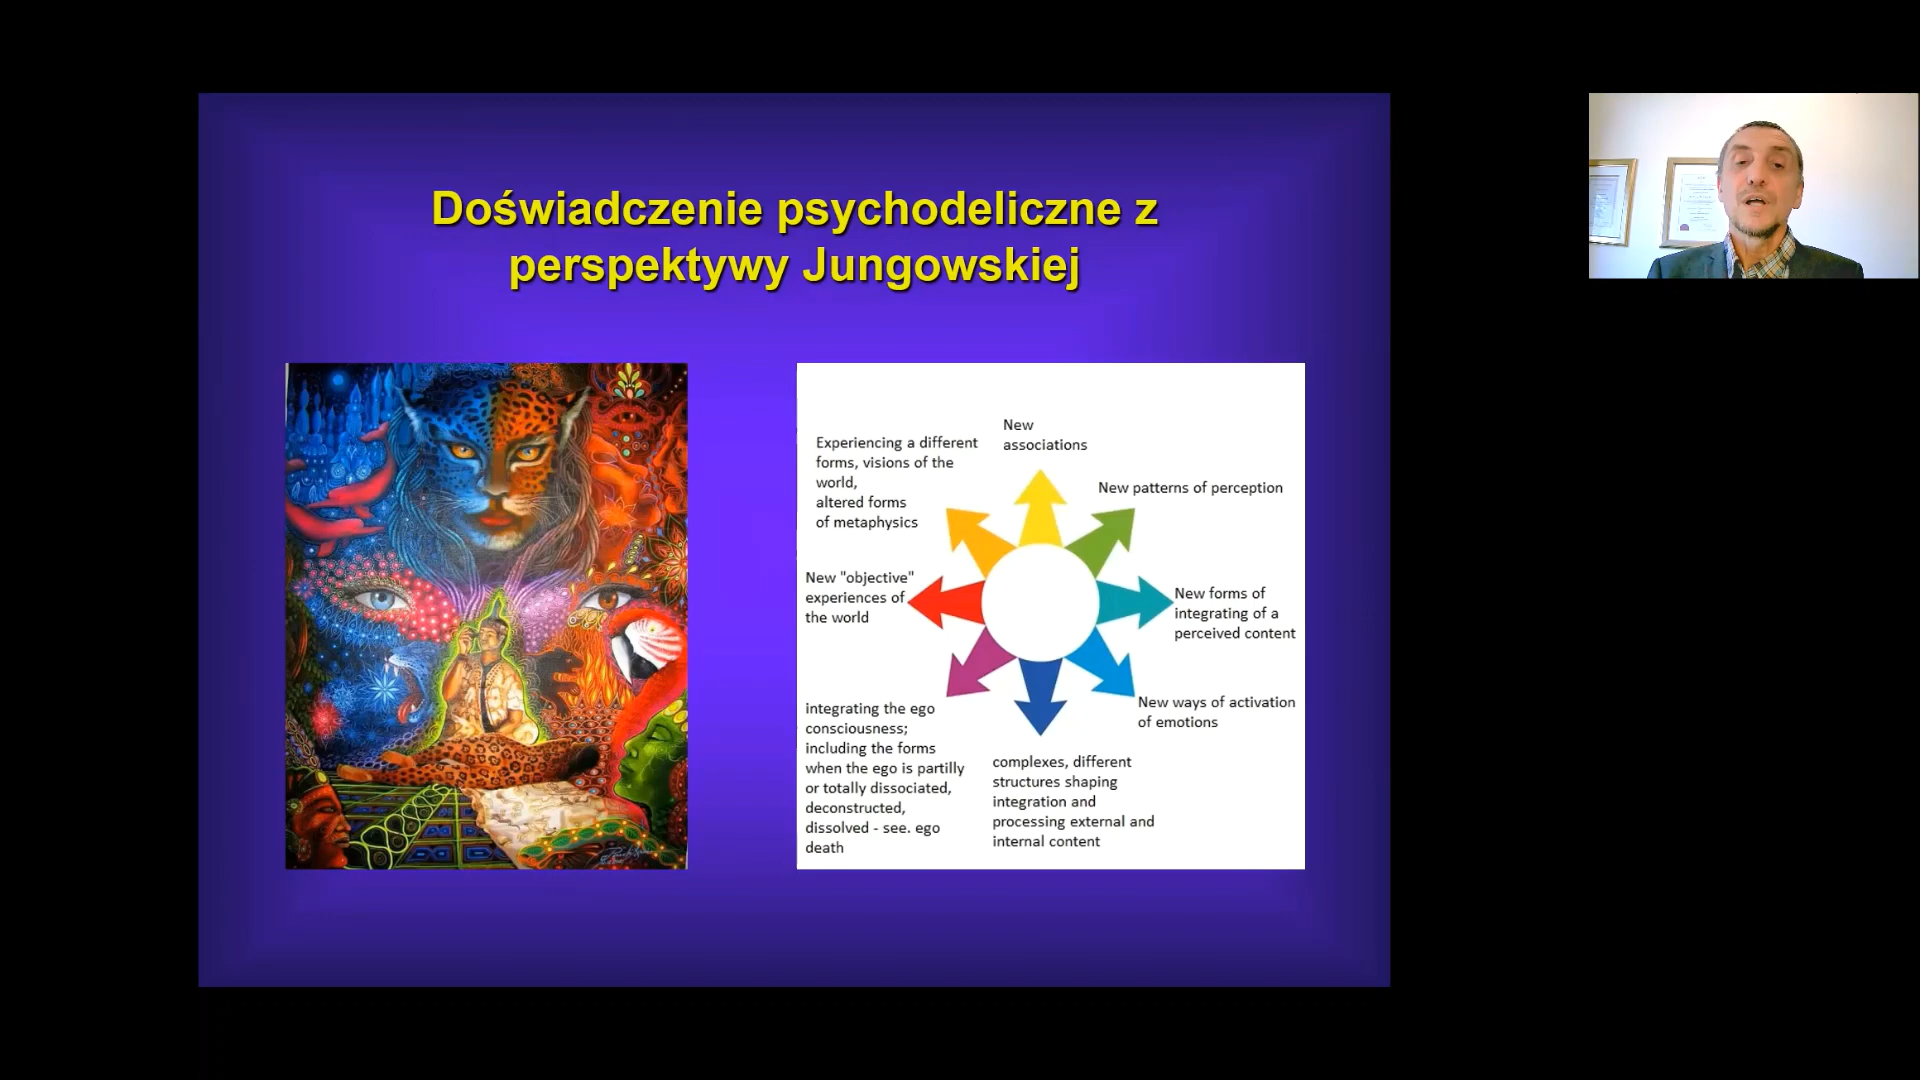 Doświadczenie psychodeliczne z
perspektywy Jungowskiej
New
associations
Experiencing a different
forms, visions of the
world,
altered forms
of metaphysics
New patterns of perception
New "objective"
experiences of
the world
New forms of
integrating of a
perceived content
integrating the ego
consciousness;
including the forms
when the ego is partilly
or totally dissociated,
deconstructed,
dissolved - see. ego
death
New ways of activation
of emotions
complexes, different
structures shaping
integration and
processing external and
internal content